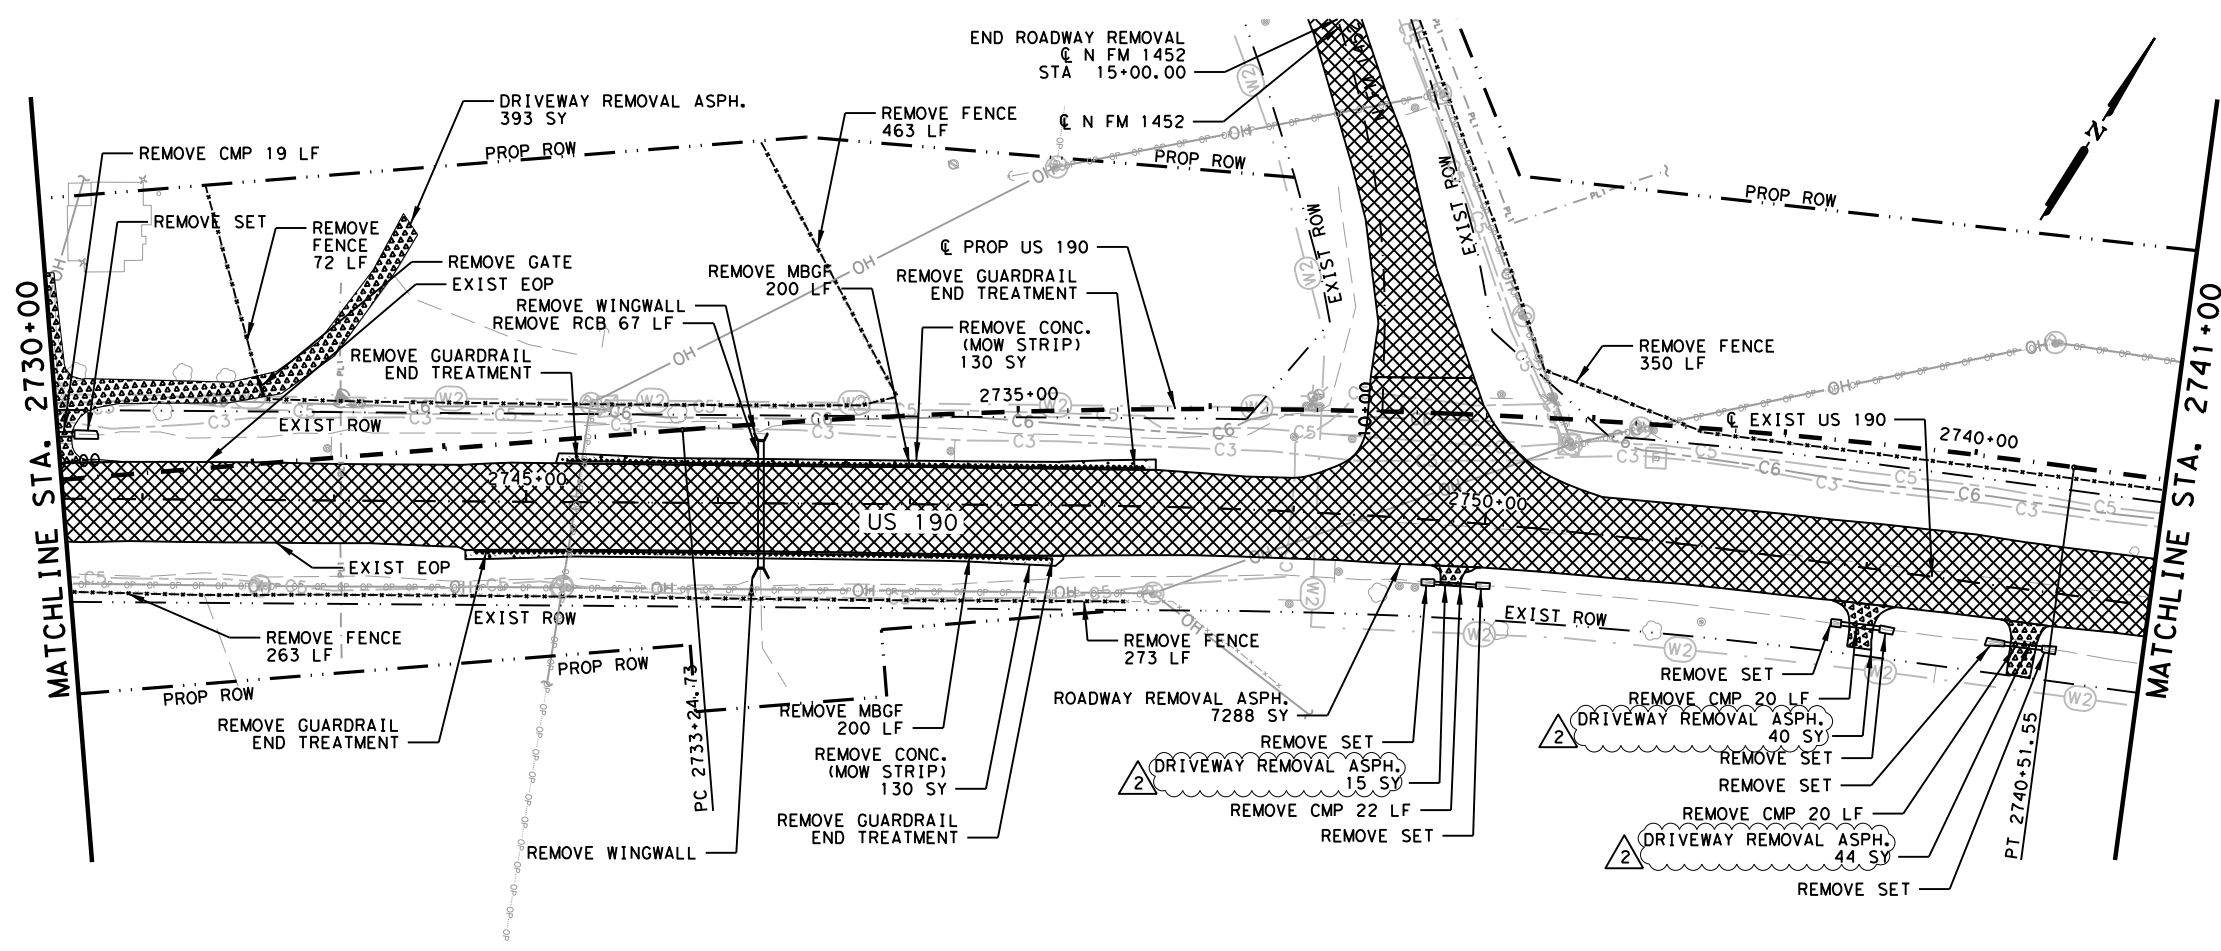 END ROADWAY REMOVAL
℄ N FM 1452
STA 15+00.00
℄ N FM 1452
N FM 1452
DRIVEWAY REMOVAL ASPH.
393 SY
REMOVE FENCE
463 LF
REMOVE CMP 19 LF
PROP ROW
PROP ROW
PROP ROW
REMOVE SET
REMOVE
FENCE
72 LF
REMOVE GATE
EXIST EOP
REMOVE WINGWALL
REMOVE RCB 67 LF
REMOVE GUARDRAIL
END TREATMENT
REMOVE MBGF
200 LF
℄ PROP US 190
REMOVE GUARDRAIL
END TREATMENT
REMOVE CONC.
(MOW STRIP)
130 SY
EXIST ROW
EXIST ROW
N
REMOVE FENCE
350 LF
MATCHLINE STA. 2730+00
MATCHLINE STA. 2741+00
EXIST ROW
2735+00
10+00
℄ EXIST US 190
2740+00
2745+00
US 190
2750+00
EXIST EOP
EXIST ROW
EXIST ROW
REMOVE FENCE
263 LF
REMOVE FENCE
273 LF
PROP ROW
PROP ROW
REMOVE GUARDRAIL
END TREATMENT
PC 2733+24.73
REMOVE MBGF
200 LF
REMOVE CONC.
(MOW STRIP)
130 SY
REMOVE GUARDRAIL
END TREATMENT
REMOVE WINGWALL
ROADWAY REMOVAL ASPH.
7288 SY
REMOVE SET
2
DRIVEWAY REMOVAL ASPH.
15 SY
REMOVE CMP 22 LF
REMOVE SET
REMOVE SET
REMOVE CMP 20 LF
2
DRIVEWAY REMOVAL ASPH.
40 SY
REMOVE SET
REMOVE SET
REMOVE CMP 20 LF
2
DRIVEWAY REMOVAL ASPH.
44 SY
REMOVE SET
PT 2740+51.55